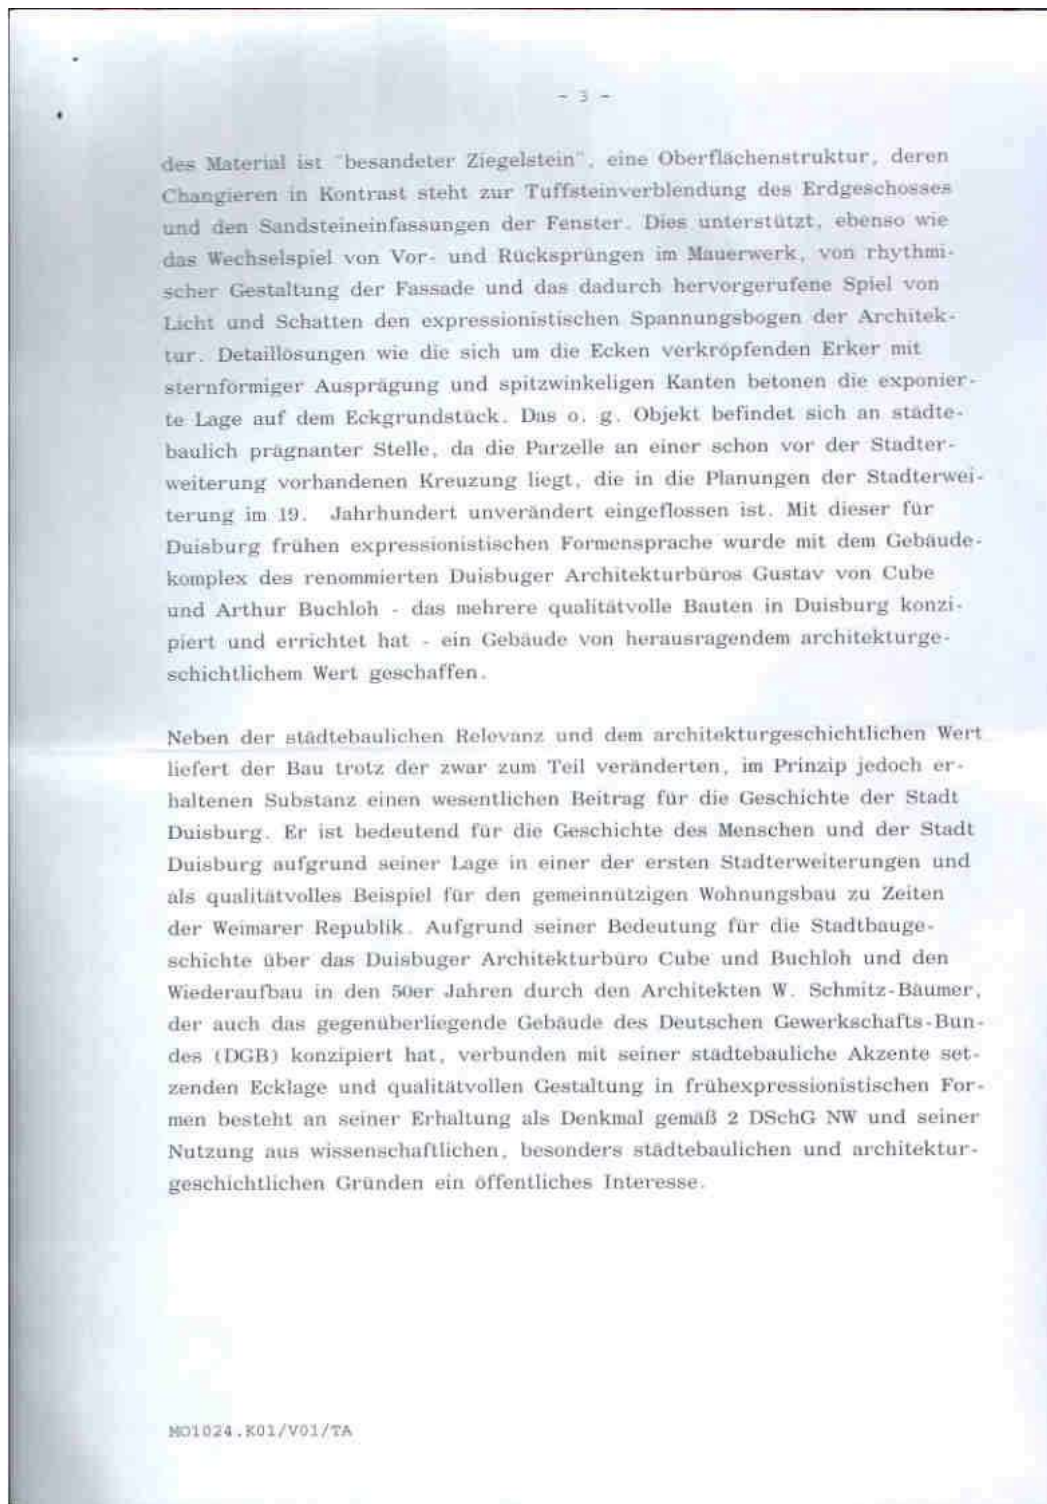 - 3 -
des Material ist "besandeter Ziegelstein", eine Oberflächenstruktur, deren
Changieren in Kontrast steht zur Tuffsteinverblendung des Erdgeschosses
und den Sandsteineinfassungen der Fenster. Dies unterstützt, ebenso wie
das Wechselspiel von Vor- und Rücksprüngen im Mauerwerk, von rhythmi-
scher Gestaltung der Fassade und das dadurch hervorgerufene Spiel von
Licht und Schatten den expressionistischen Spannungsbogen der Architek-
tur. Detaillösungen wie die sich um die Ecken verkröpfenden Erker mit
sternförmiger Ausprägung und spitzwinkeligen Kanten betonen die exponier-
te Lage auf dem Eckgrundstück. Das o. g. Objekt befindet sich an städte-
baulich prägnanter Stelle, da die Parzelle an einer schon vor der Stadter-
weiterung vorhandenen Kreuzung liegt, die in die Planungen der Stadterwei-
terung im 19. Jahrhundert unverändert eingeflossen ist. Mit dieser für
Duisburg frühen expressionistischen Formensprache wurde mit dem Gebäude-
komplex des renommierten Duisbuger Architekturbüros Gustav von Cube
und Arthur Buchloh - das mehrere qualitätvolle Bauten in Duisburg konzi-
piert und errichtet hat - ein Gebäude von herausragendem architekturge-
schichtlichem Wert geschaffen.
Neben der städtebaulichen Relevanz und dem architekturgeschichtlichen Wert
liefert der Bau trotz der zwar zum Teil veränderten, im Prinzip jedoch er-
haltenen Substanz einen wesentlichen Beitrag für die Geschichte der Stadt
Duisburg. Er ist bedeutend für die Geschichte des Menschen und der Stadt
Duisburg aufgrund seiner Lage in einer der ersten Stadterweiterungen und
als qualitätvolles Beispiel für den gemeinnützigen Wohnungsbau zu Zeiten
der Weimarer Republik. Aufgrund seiner Bedeutung für die Stadtbauge-
schichte über das Duisbuger Architekturbüro Cube und Buchloh und den
Wiederaufbau in den 50er Jahren durch den Architekten W. Schmitz-Bäumer,
der auch das gegenüberliegende Gebäude des Deutschen Gewerkschafts-Bun-
des (DGB) konzipiert hat, verbunden mit seiner städtebauliche Akzente set-
zenden Ecklage und qualitätvollen Gestaltung in frühexpressionistischen For-
men besteht an seiner Erhaltung als Denkmal gemäß 2 DSchG NW und seiner
Nutzung aus wissenschaftlichen, besonders städtebaulichen und architektur-
geschichtlichen Gründen ein öffentliches Interesse.
MO1024.K01/V01/TA